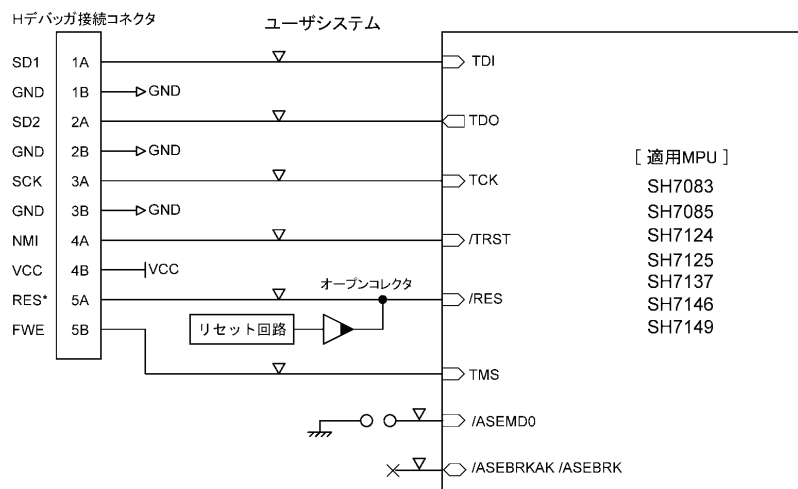 Hデバッガ接続コネクタ
ユーザシステム
SD1 1A TDI
GND 1B GND
SD2 2A TDO
GND 2B GND
SCK 3A TCK
GND 3B GND
NMI 4A /TRST
VCC 4B VCC
オープンコレクタ
RES* 5A /RES
リセット回路
FWE 5B
TMS
/ASEMD0
/ASEBRKAK /ASEBRK
[ 適用MPU ]
SH7083
SH7085
SH7124
SH7125
SH7137
SH7146
SH7149